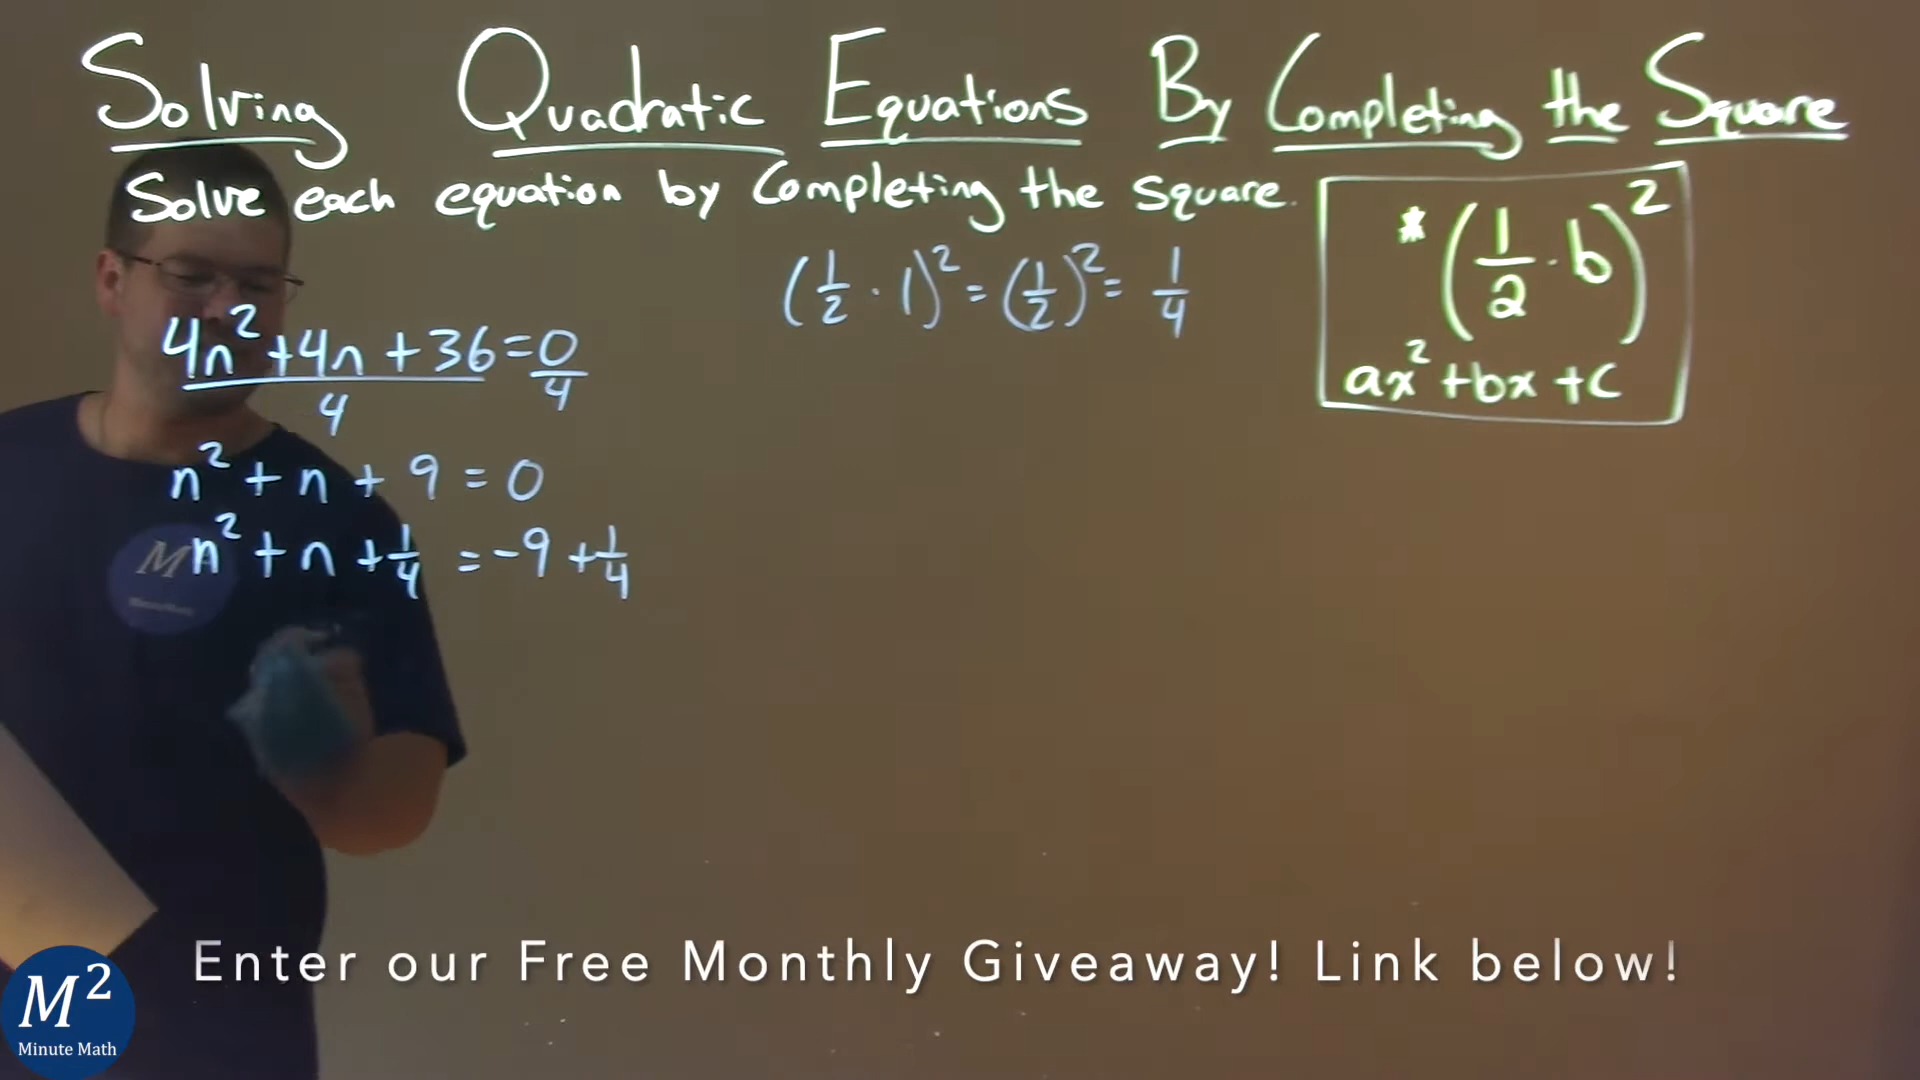 Solving Quadratic Equations By Completing the Square
Solve each equation by Completing the square.
* (1/2 · b)²
ax² + bx + c
(1/2 · 1)² = (1/2)² = 1/4
4n² + 4n + 36 = 0
4 4
n² + n + 9 = 0
n² + n + 1/4 = -9 + 1/4
M
Enter our Free Monthly Giveaway! Link below!
M²
Minute Math